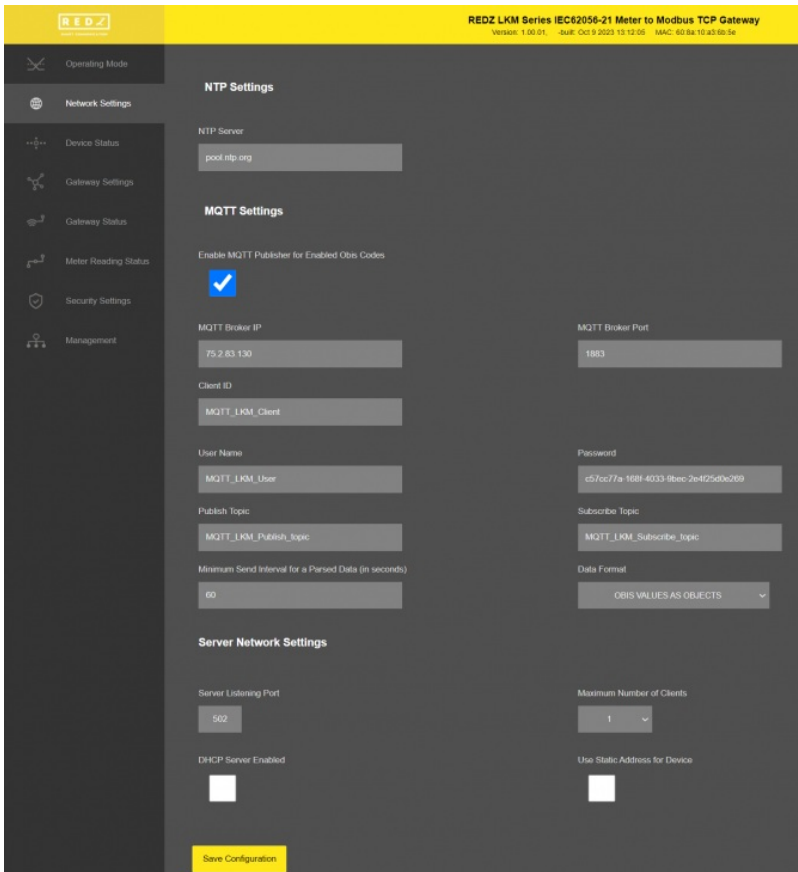 REDZ
REDZ LKM Series IEC62056-21 Meter to Modbus TCP Gateway
Version: 1.00.01, -built: Oct 9 2023 13:12:05 MAC: 60:8a:10:a3:6b:5e
Operating Mode
Network Settings
Device Status
Gateway Settings
Gateway Status
Meter Reading Status
Security Settings
Management
NTP Settings
NTP Server
pool.ntp.org
MQTT Settings
Enable MQTT Publisher for Enabled Obis Codes
MQTT Broker IP
MQTT Broker Port
75.2.83.130
1883
Client ID
MQTT_LKM_Client
User Name
Password
MQTT_LKM_User
c57cc77a-168f-4033-9bec-2e4f25d0e269
Publish Topic
Subscribe Topic
MQTT_LKM_Publish_topic
MQTT_LKM_Subscribe_topic
Minimum Send Interval for a Parsed Data (in seconds)
Data Format
60
OBIS VALUES AS OBJECTS
Server Network Settings
Server Listening Port
Maximum Number of Clients
502
1
DHCP Server Enabled
Use Static Address for Device
Save Configuration